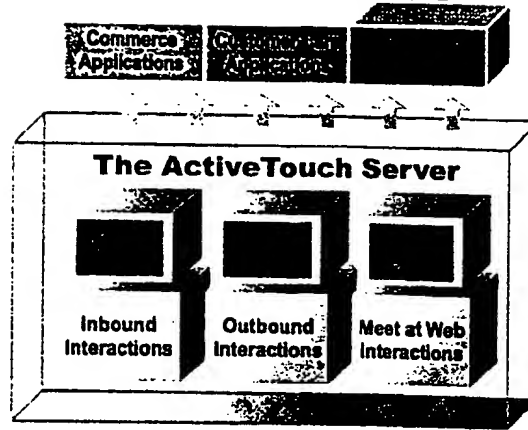 Commerce
Applications
Customer
Application
The ActiveTouch Server
Inbound
Interactions
Outbound
Interactions
Meet at Web
Interactions